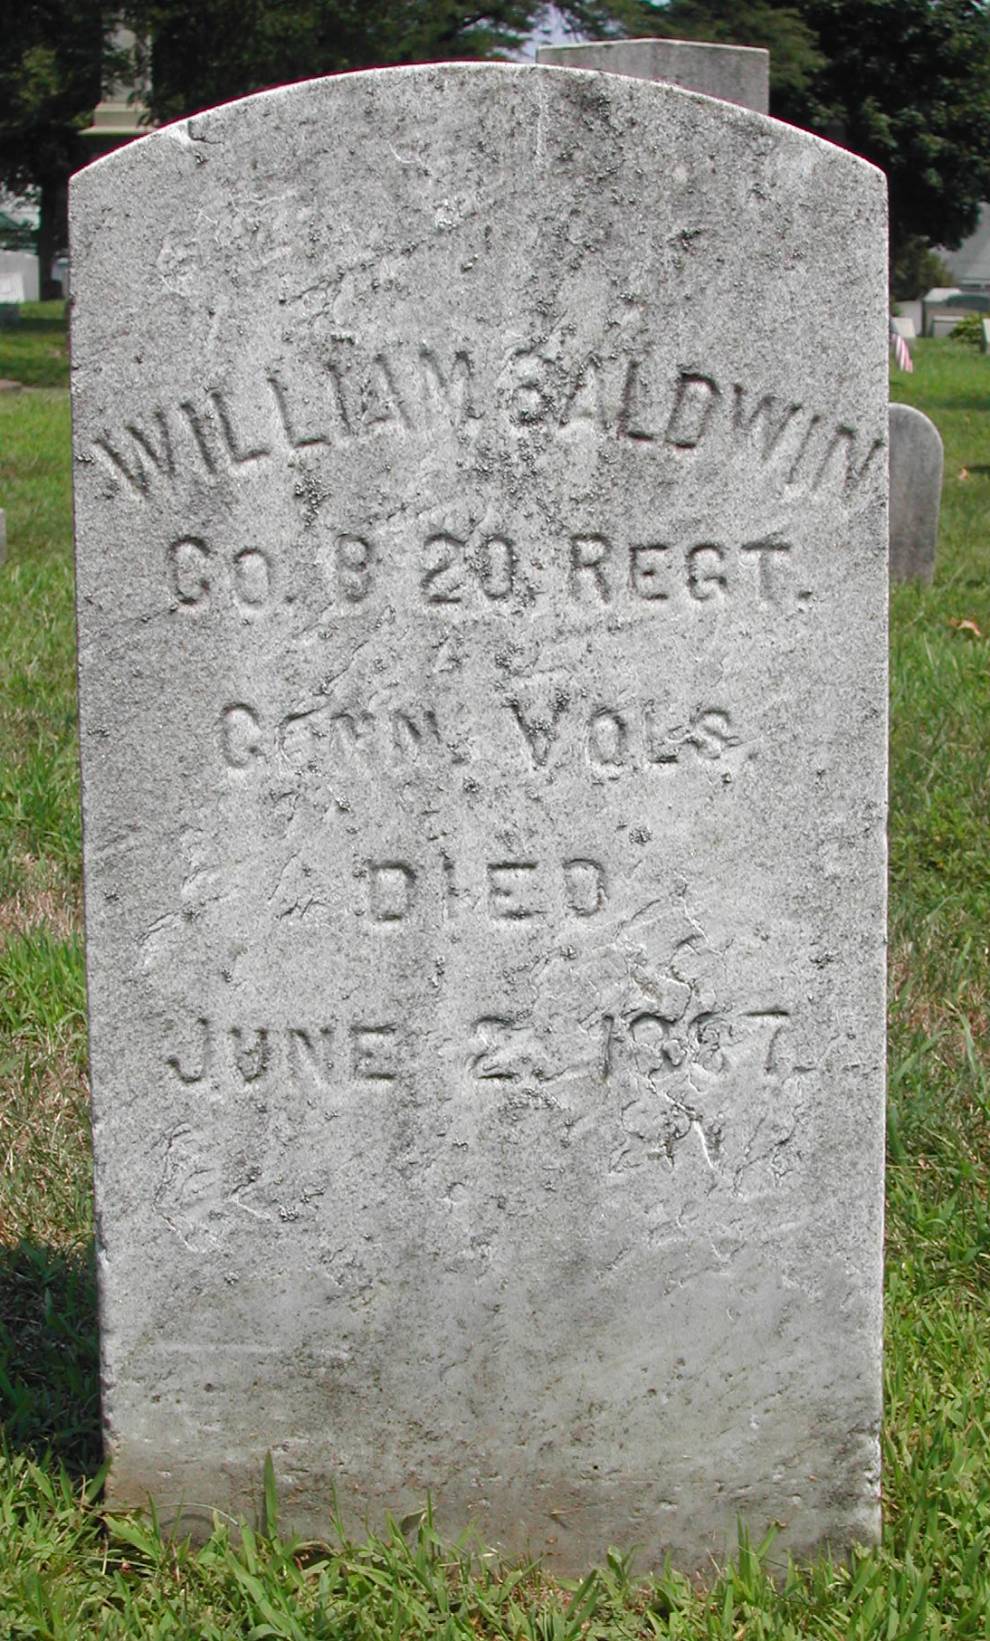 WILLIAM BALDWIN
CO. B 20 REGT.
CONN. VOLS.
DIED
JUNE 2. 1887.